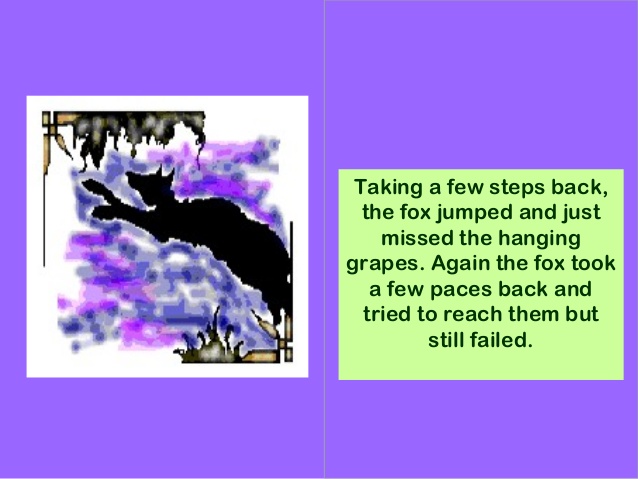 Taking a few steps back,
the fox jumped and just
missed the hanging
grapes. Again the fox took
a few paces back and
tried to reach them but
still failed.